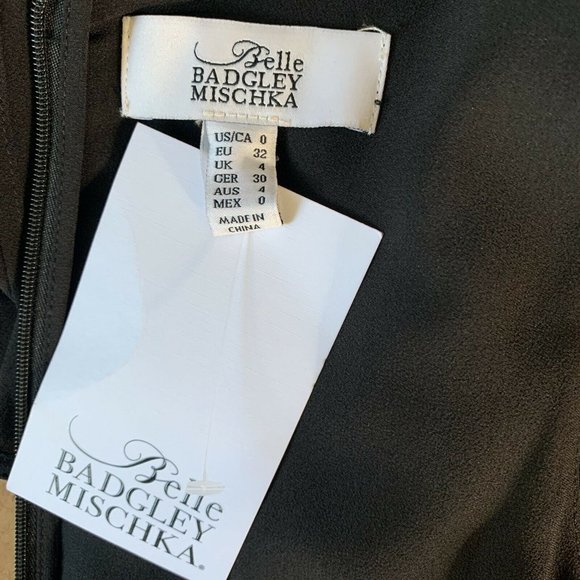 Belle
BADGLEY
MISCHKA
US/CA 0
EU 32
UK 4
GER 30
AUS 4
MEX 0
MADE IN
CHINA
Belle
BADGLEY
MISCHKA®